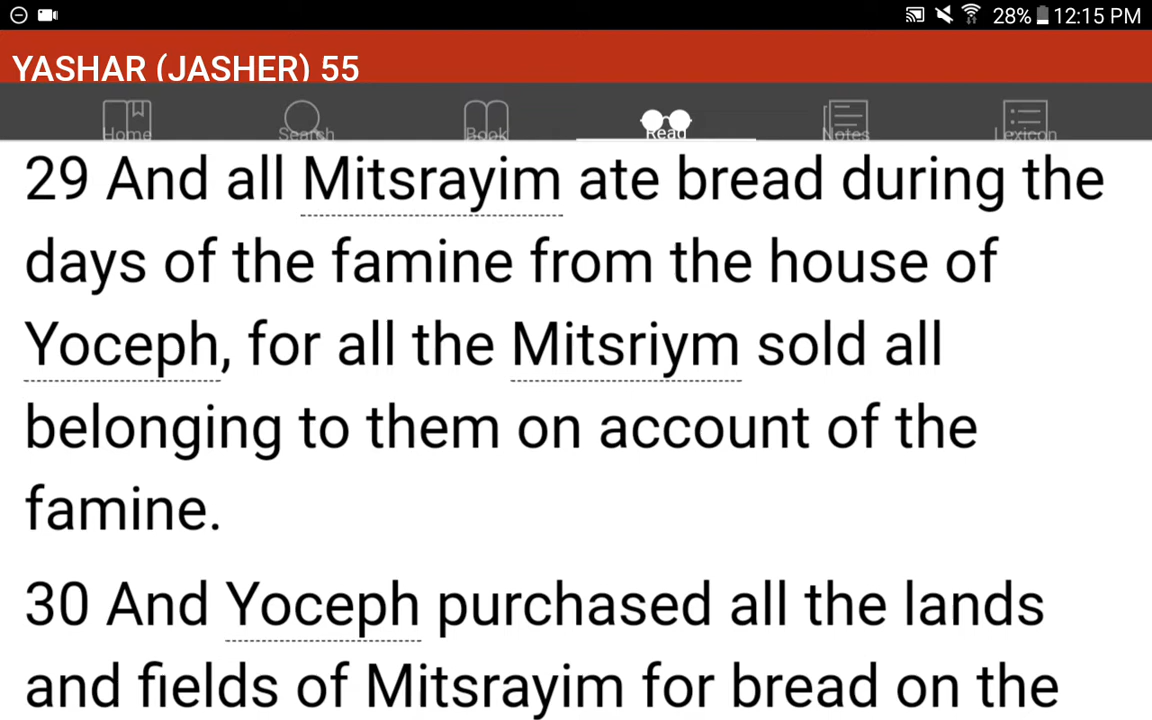 28% 12:15 PM
YASHAR (JASHER) 55
Home Search Book Read Notes Lexicon
29 And all Mitsrayim ate bread during the
days of the famine from the house of
Yoceph, for all the Mitsriym sold all
belonging to them on account of the
famine.
30 And Yoceph purchased all the lands
and fields of Mitsrayim for bread on the